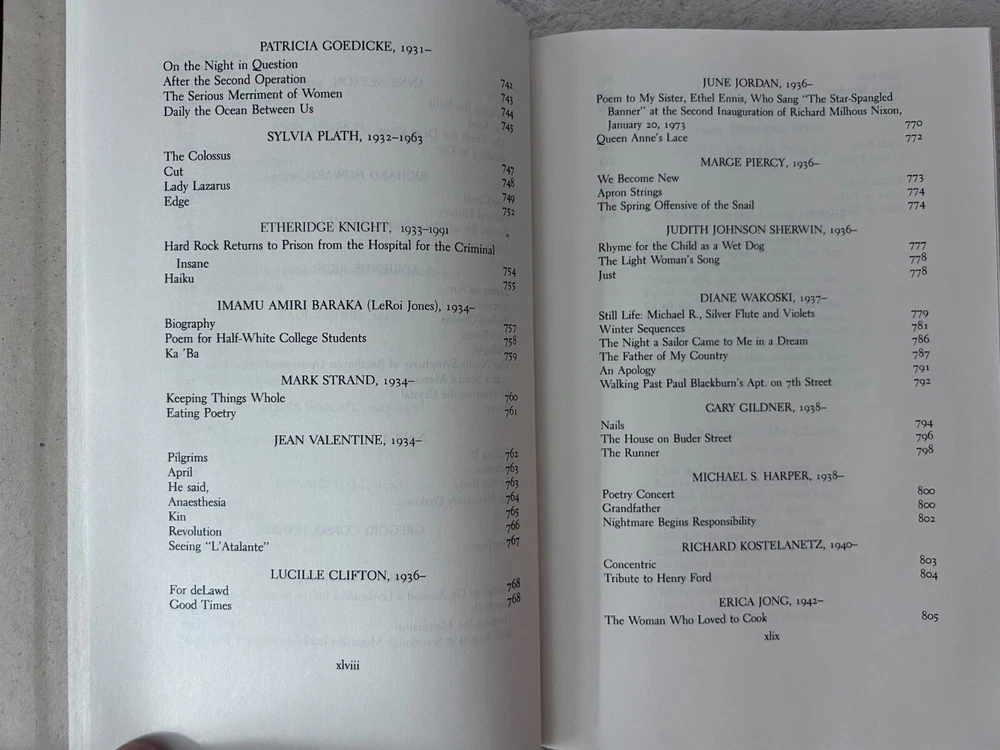 PATRICIA GOEDICKE, 1931–
On the Night in Question 741
After the Second Operation 743
The Serious Merriment of Women 744
Daily the Ocean Between Us 745
SYLVIA PLATH, 1932–1963
The Colossus 747
Cut 748
Lady Lazarus 749
Edge 752
ETHERIDGE KNIGHT, 1933–1991
Hard Rock Returns to Prison from the Hospital for the Criminal
Insane 754
Haiku 755
IMAMU AMIRI BARAKA (LeRoi Jones), 1934–
Biography 757
Poem for Half-White College Students 758
Ka 'Ba 759
MARK STRAND, 1934–
Keeping Things Whole 760
Eating Poetry 761
JEAN VALENTINE, 1934–
Pilgrims 762
April 763
He said, 763
Anaesthesia 764
Kin 765
Revolution 766
Seeing "L'Atalante" 767
LUCILLE CLIFTON, 1936–
For deLawd 768
Good Times 768
xlviii
JUNE JORDAN, 1936–
Poem to My Sister, Ethel Ennis, Who Sang "The Star-Spangled
Banner" at the Second Inauguration of Richard Milhous Nixon,
January 20, 1973 770
Queen Anne's Lace 772
MARGE PIERCY, 1936–
We Become New 773
Apron Strings 774
The Spring Offensive of the Snail 774
JUDITH JOHNSON SHERWIN, 1936–
Rhyme for the Child as a Wet Dog 777
The Light Woman's Song 778
Just 778
DIANE WAKOSKI, 1937–
Still Life: Michael R., Silver Flute and Violets 779
Winter Sequences 781
The Night a Sailor Came to Me in a Dream 786
The Father of My Country 787
An Apology 791
Walking Past Paul Blackburn's Apt. on 7th Street 792
GARY GILDNER, 1938–
Nails 794
The House on Buder Street 796
The Runner 798
MICHAEL S. HARPER, 1938–
Poetry Concert 800
Grandfather 800
Nightmare Begins Responsibility 802
RICHARD KOSTELANETZ, 1940–
Concentric 803
Tribute to Henry Ford 804
ERICA JONG, 1942–
The Woman Who Loved to Cook 805
xlix